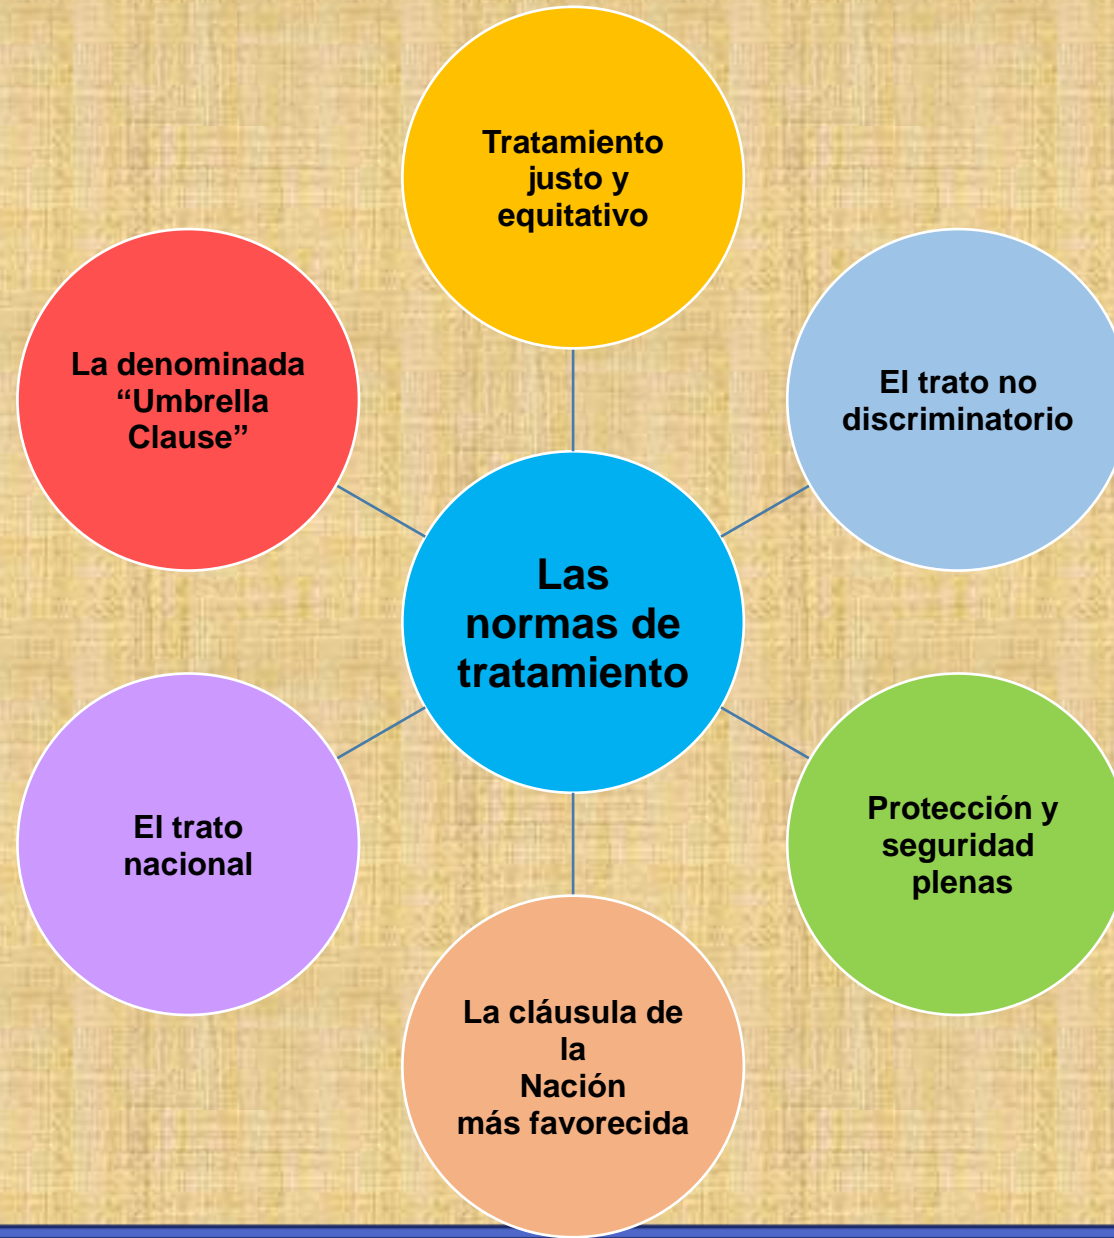 Tratamiento
justo y
equitativo
La denominada
“Umbrella
Clause”
El trato no
discriminatorio
Las
normas de
tratamiento
El trato
nacional
Protección y
seguridad
plenas
La cláusula de
la
Nación
más favorecida